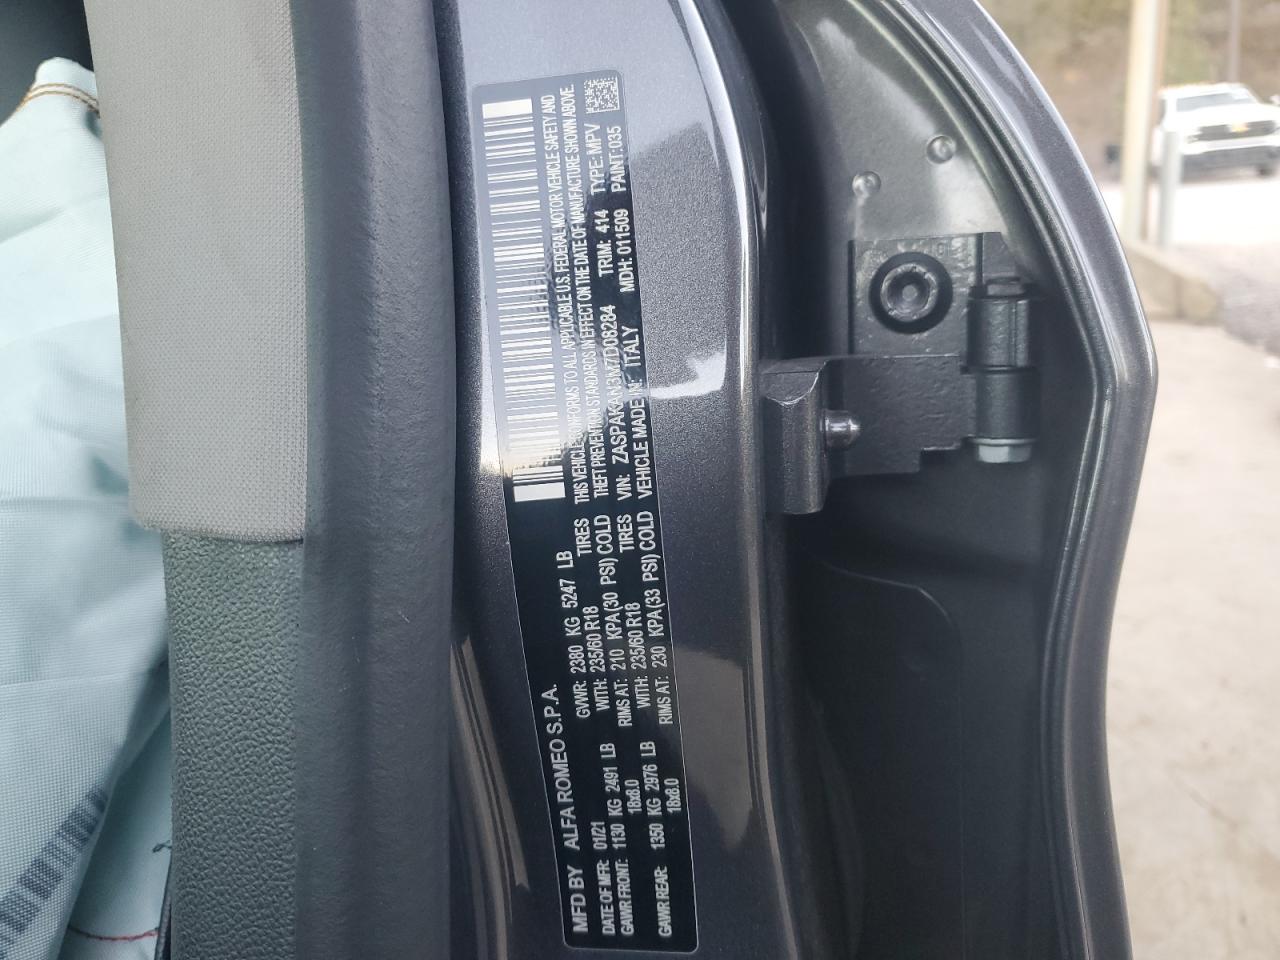 MFD BY ALFA ROMEO S.P.A.
DATE OF MFR: 01/21 GVWR: 2380 KG 5247 LB
GAWR FRONT: 1130 KG 2491 LB WITH: 235/60 R18 TIRES
18x8.0 RIMS AT: 210 KPA(30 PSI) COLD
GAWR REAR: 1350 KG 2976 LB WITH: 235/60 R18 TIRES
18x8.0 RIMS AT: 230 KPA(33 PSI) COLD
THIS VEHICLE CONFORMS TO ALL APPLICABLE U.S. FEDERAL MOTOR VEHICLE SAFETY AND
THEFT PREVENTION STANDARDS IN EFFECT ON THE DATE OF MANUFACTURE SHOWN ABOVE.
VIN: ZASPAKAN3M7D08284 TRIM: 414 TYPE: MPV
VEHICLE MADE IN: ITALY MDH: 011509 PAINT: 035